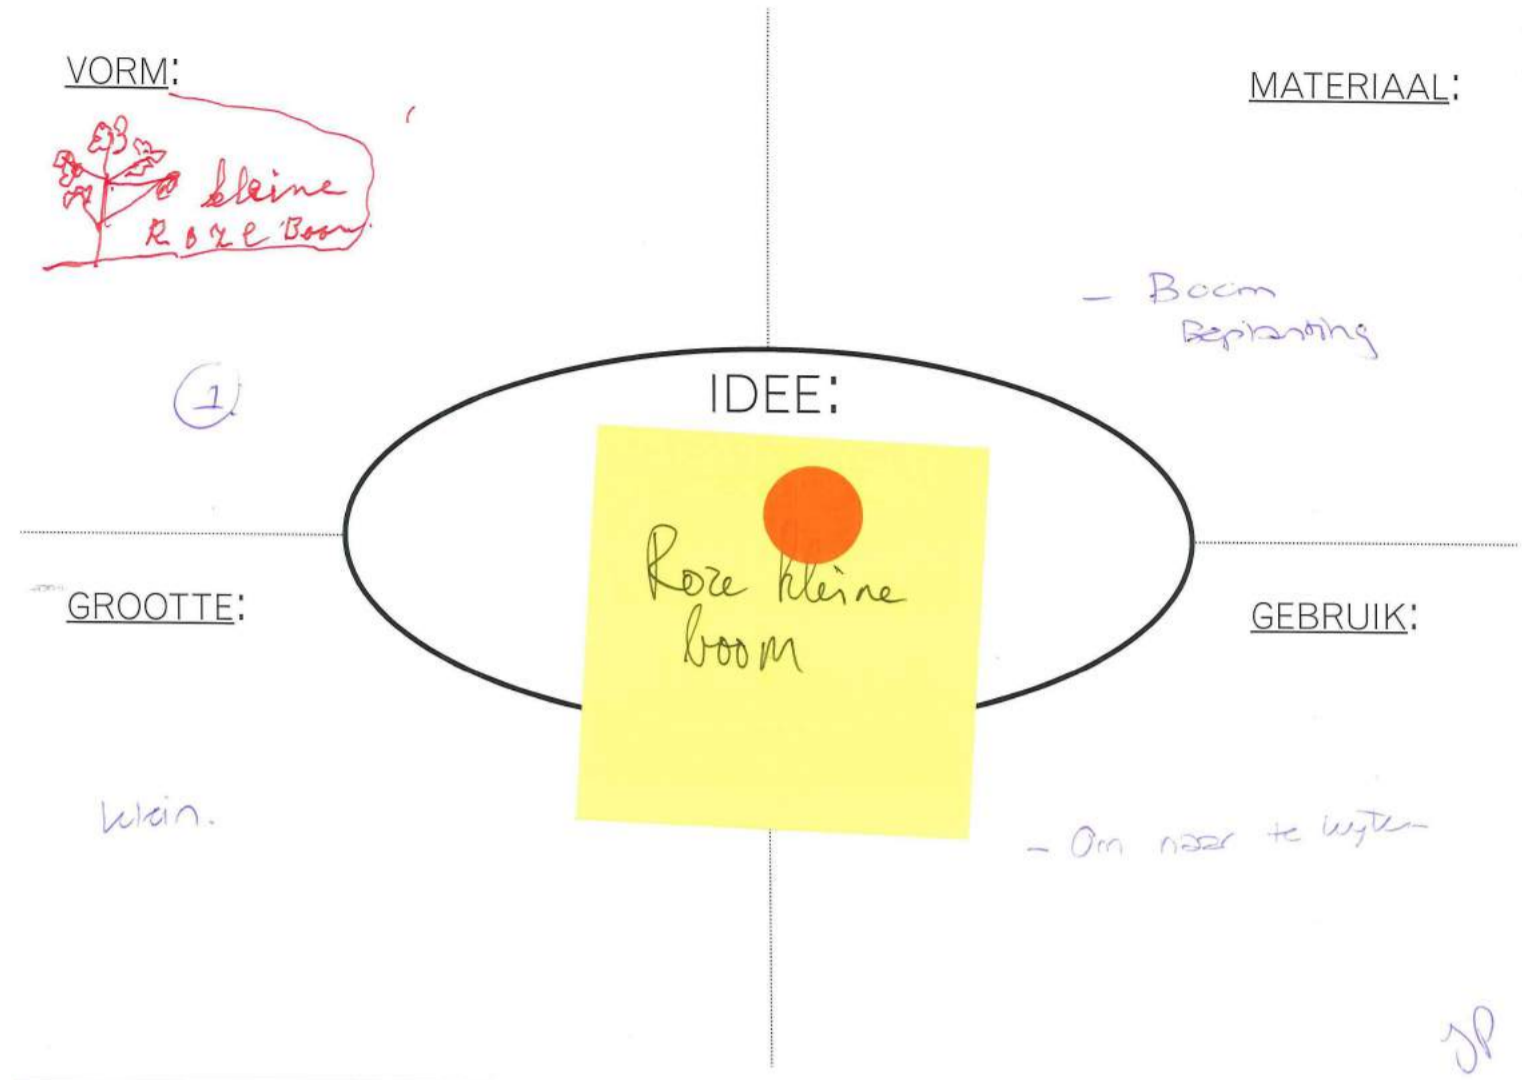 VORM:
kleine
Roze Boom
1
MATERIAAL:
- Boom
Beplanting
IDEE:
Roze kleine
boom
GROOTTE:
klein.
GEBRUIK:
- Om naar te kijken
JP